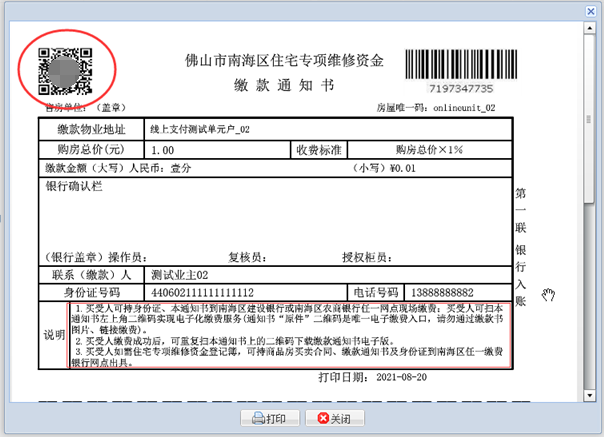 佛山市南海区住宅专项维修资金
缴款通知书
7197347735
售房单位：（盖章）
房屋唯一码：onlineunit_02
缴款物业地址 线上支付测试单元户_02
购房总价(元) 1.00 收费标准 购房总价×1%
缴款金额（大写）人民币：壹分 （小写）¥0.01
银行确认栏
（银行盖章）操作员： 复核员： 授权柜员：
联系（缴款）人 测试业主02
身份证号码 440602111111111112 电话号码 13888888882
说明
1.买受人可持身份证、本通知书到南海区建设银行或南海区农商银行任一网点现场缴费；买受人可扫本
通知书左上角二维码实现电子化缴费服务(通知书“原件”二维码是唯一电子缴费入口，请勿通过缴款书
图片、链接缴费)。
2.买受人缴费成功后，可重复扫本通知书上的二维码下载缴款通知书电子版。
3.买受人如需住宅专项维修资金登记簿，可持商品房买卖合同、缴款通知书及身份证到南海区任一缴费
银行网点出具。
第一联 银行入账
打印日期：2021-08-20
打印 关闭